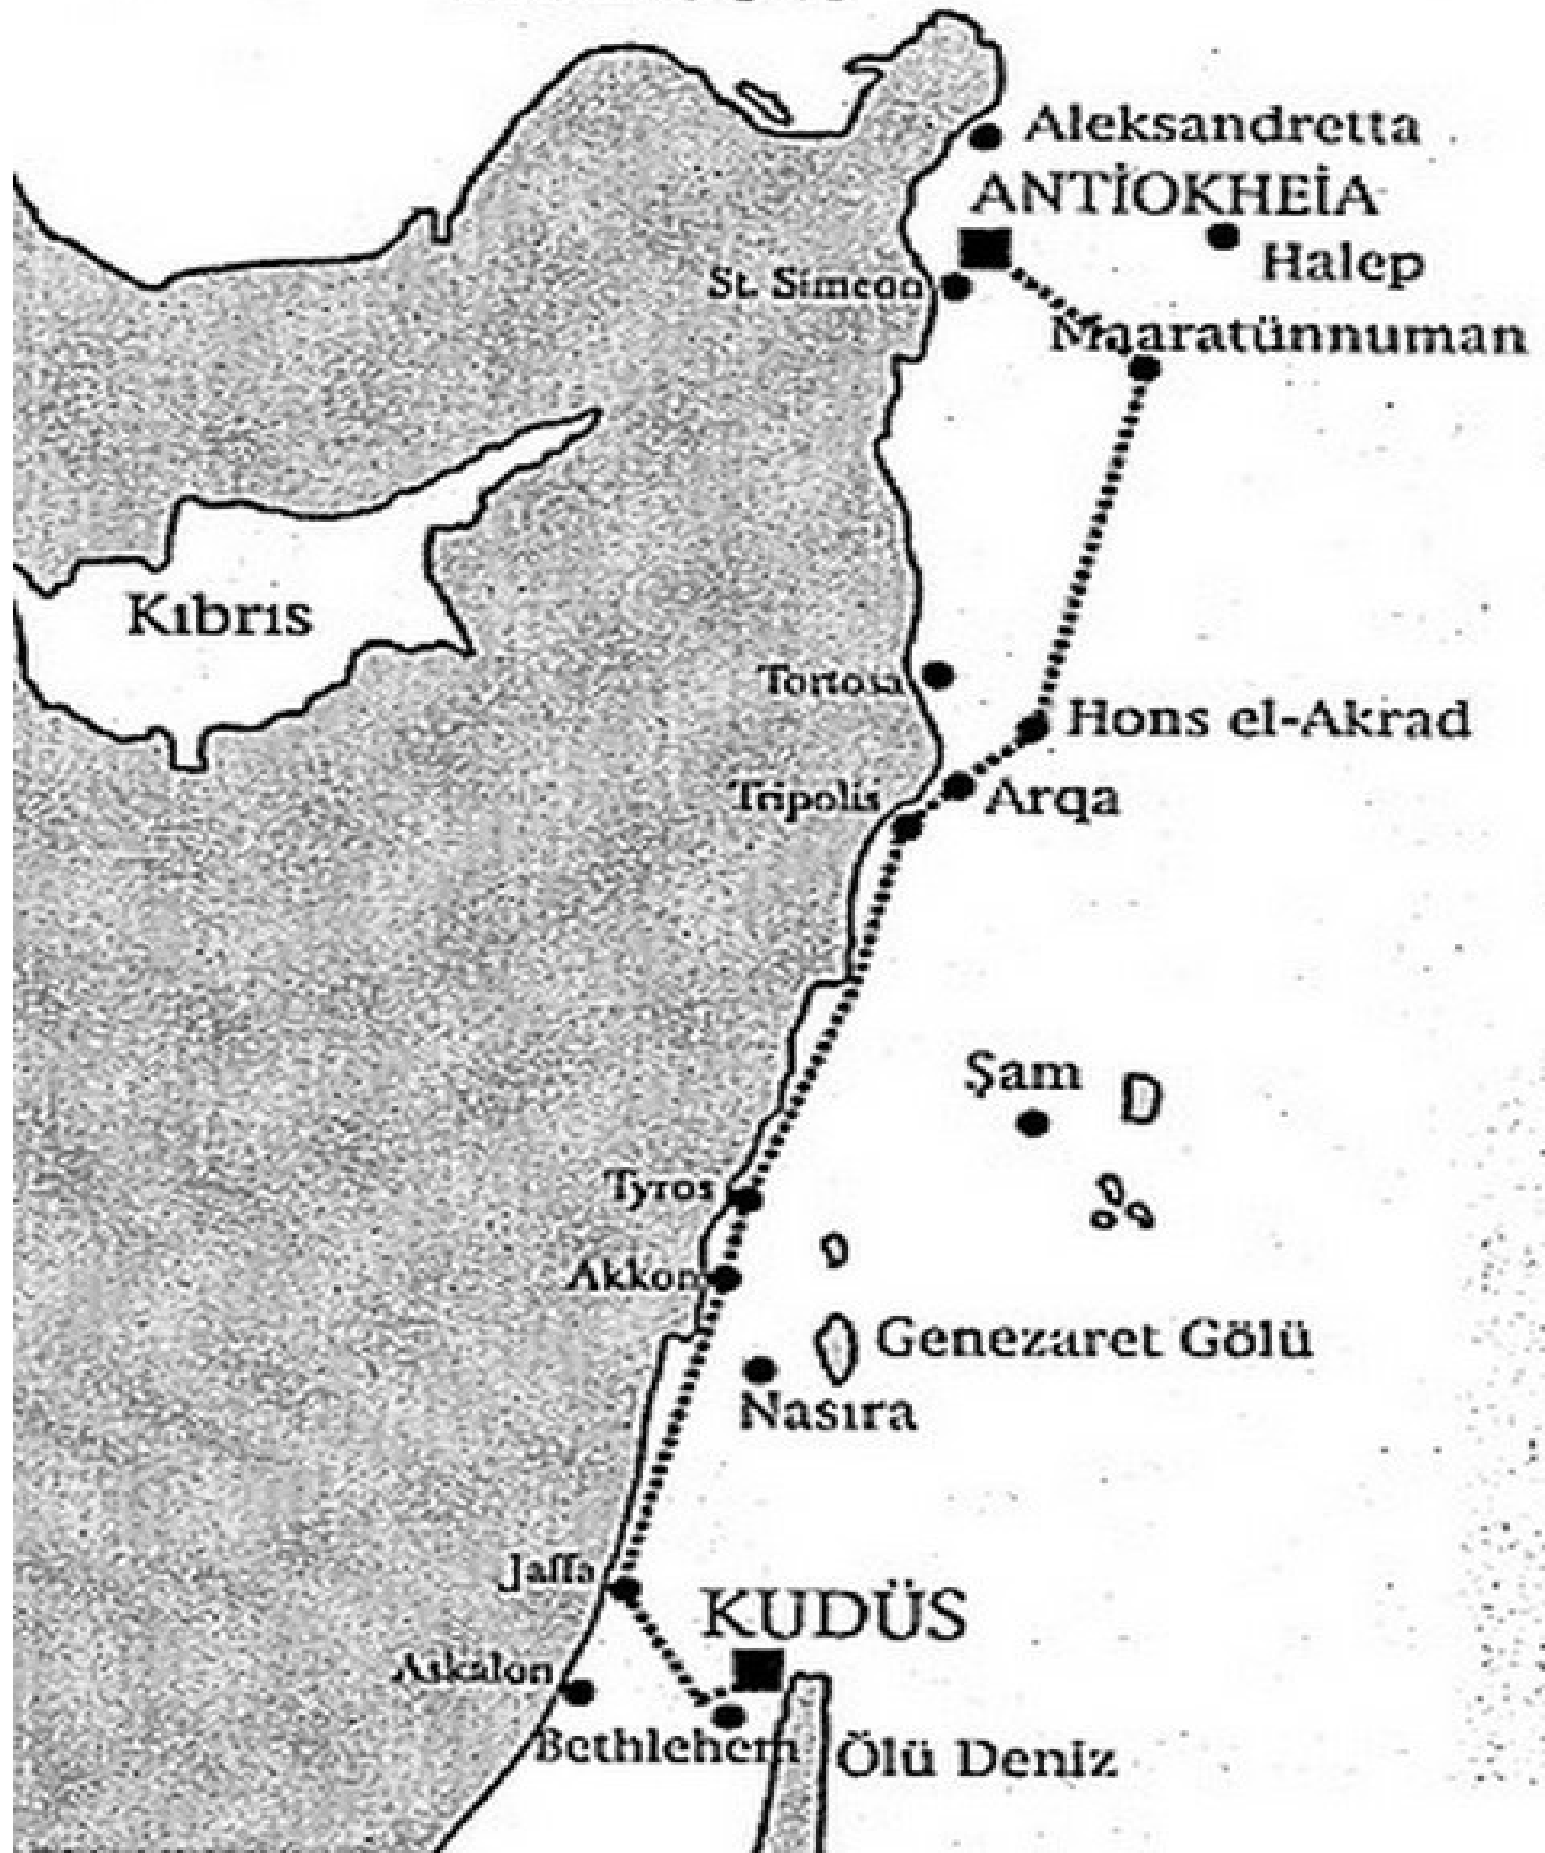 Aleksandretta
ANTİOKHEİA
Halep
St. Simeon
Maaratünnuman
Kıbrıs
Tortosa
Hons el-Akrad
Tripolis
Arqa
Şam
Tyros
Akkon
Genezaret Gölü
Nasıra
Jaffa
KUDÜS
Askalon
Bethlehem
Ölü Deniz